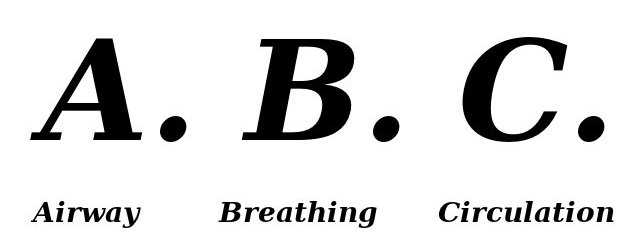 A. B. C.
Airway Breathing Circulation